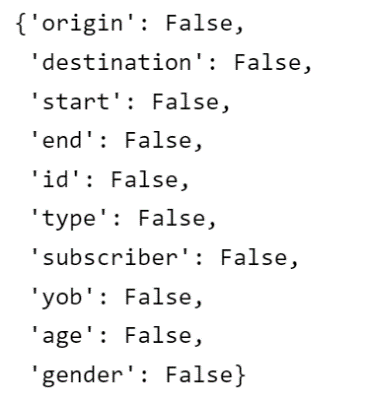 {'origin': False,
'destination': False,
'start': False,
'end': False,
'id': False,
'type': False,
'subscriber': False,
'yob': False,
'age': False,
'gender': False}